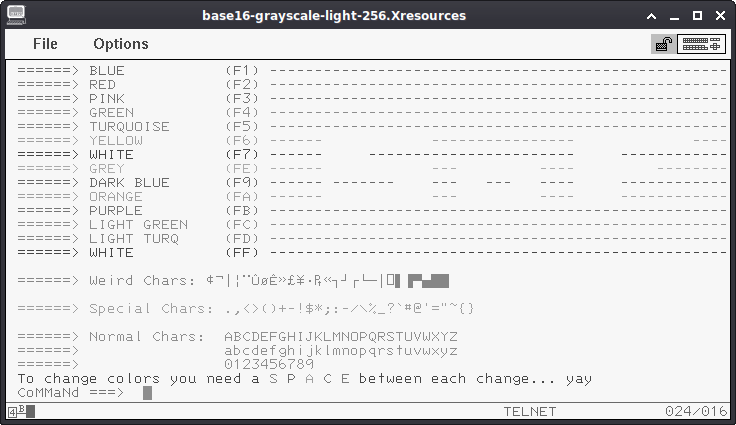 base16-grayscale-light-256.Xresources
File Options
======> BLUE (F1) ----------------------------------------------------
======> RED (F2) ----------------------------------------------------
======> PINK (F3) ----------------------------------------------------
======> GREEN (F4) ----------------------------------------------------
======> TURQUOISE (F5) ----------------------------------------------------
======> YELLOW (F6) ------ ---------------- ----
======> WHITE (F7) ------ ----------------------- ------------
======> GREY (FE) ------ --- ---- ----
======> DARK BLUE (F9) ----- ------- --- --- ---- ------------
======> ORANGE (FA) ------ --- ---- ----
======> PURPLE (FB) ----------------------------------------------------
======> LIGHT GREEN (FC) ----------------------------------------------------
======> LIGHT TURQ (FD) ----------------------------------------------------
======> WHITE (FF) ----------------------------------------------------
======> Weird Chars: ¢¬|¦¨ÛøÊ»£¥·₧«┐┘┌└─│
======> Special Chars: .,<>()+-!$*;:-/\%_?`#@'="~{}
======> Normal Chars: ABCDEFGHIJKLMNOPQRSTUVWXYZ
======> abcdefghijklmnopqrstuvwxyz
======> 0123456789
To change colors you need a S P A C E between each change... yay
CoMMaNd ===>
4 B TELNET 024/016